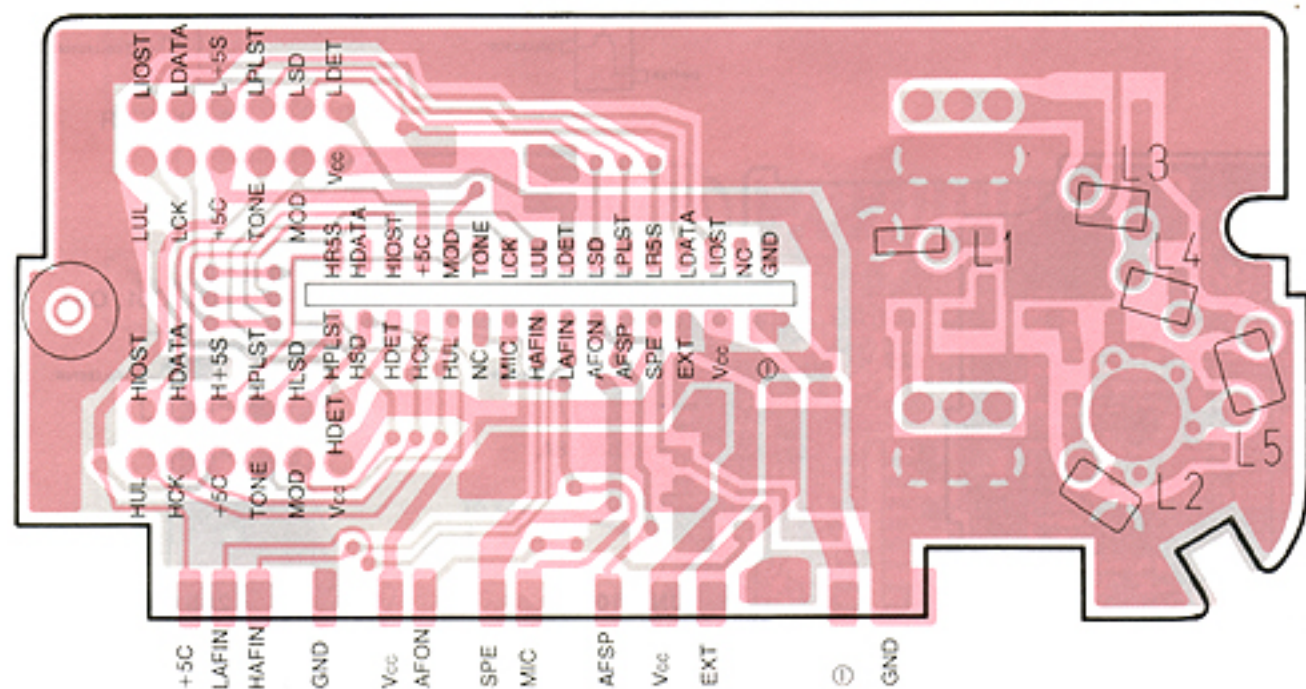 LIOST LDATA L+5S LPLST LSD LDET
LUL LCK +5C TONE MOD Vcc
HR5S HDATA HIOST +5C MOD TONE LCK LUL LDET LSD LPLST LR5S LDATA LIOST NC GND
HPLST HSD HDET HCK HUL NC MIC HAFIN LAFIN AFON AFSP SPE EXT Vcc ⊖
HIOST HDATA H+5S HPLST HLSD HDET
HUL HCK +5C TONE MOD Vcc
L3
L1
L4
L5
L2
+5C LAFIN HAFIN GND Vcc AFON SPE MIC AFSP Vcc EXT ⊖ GND